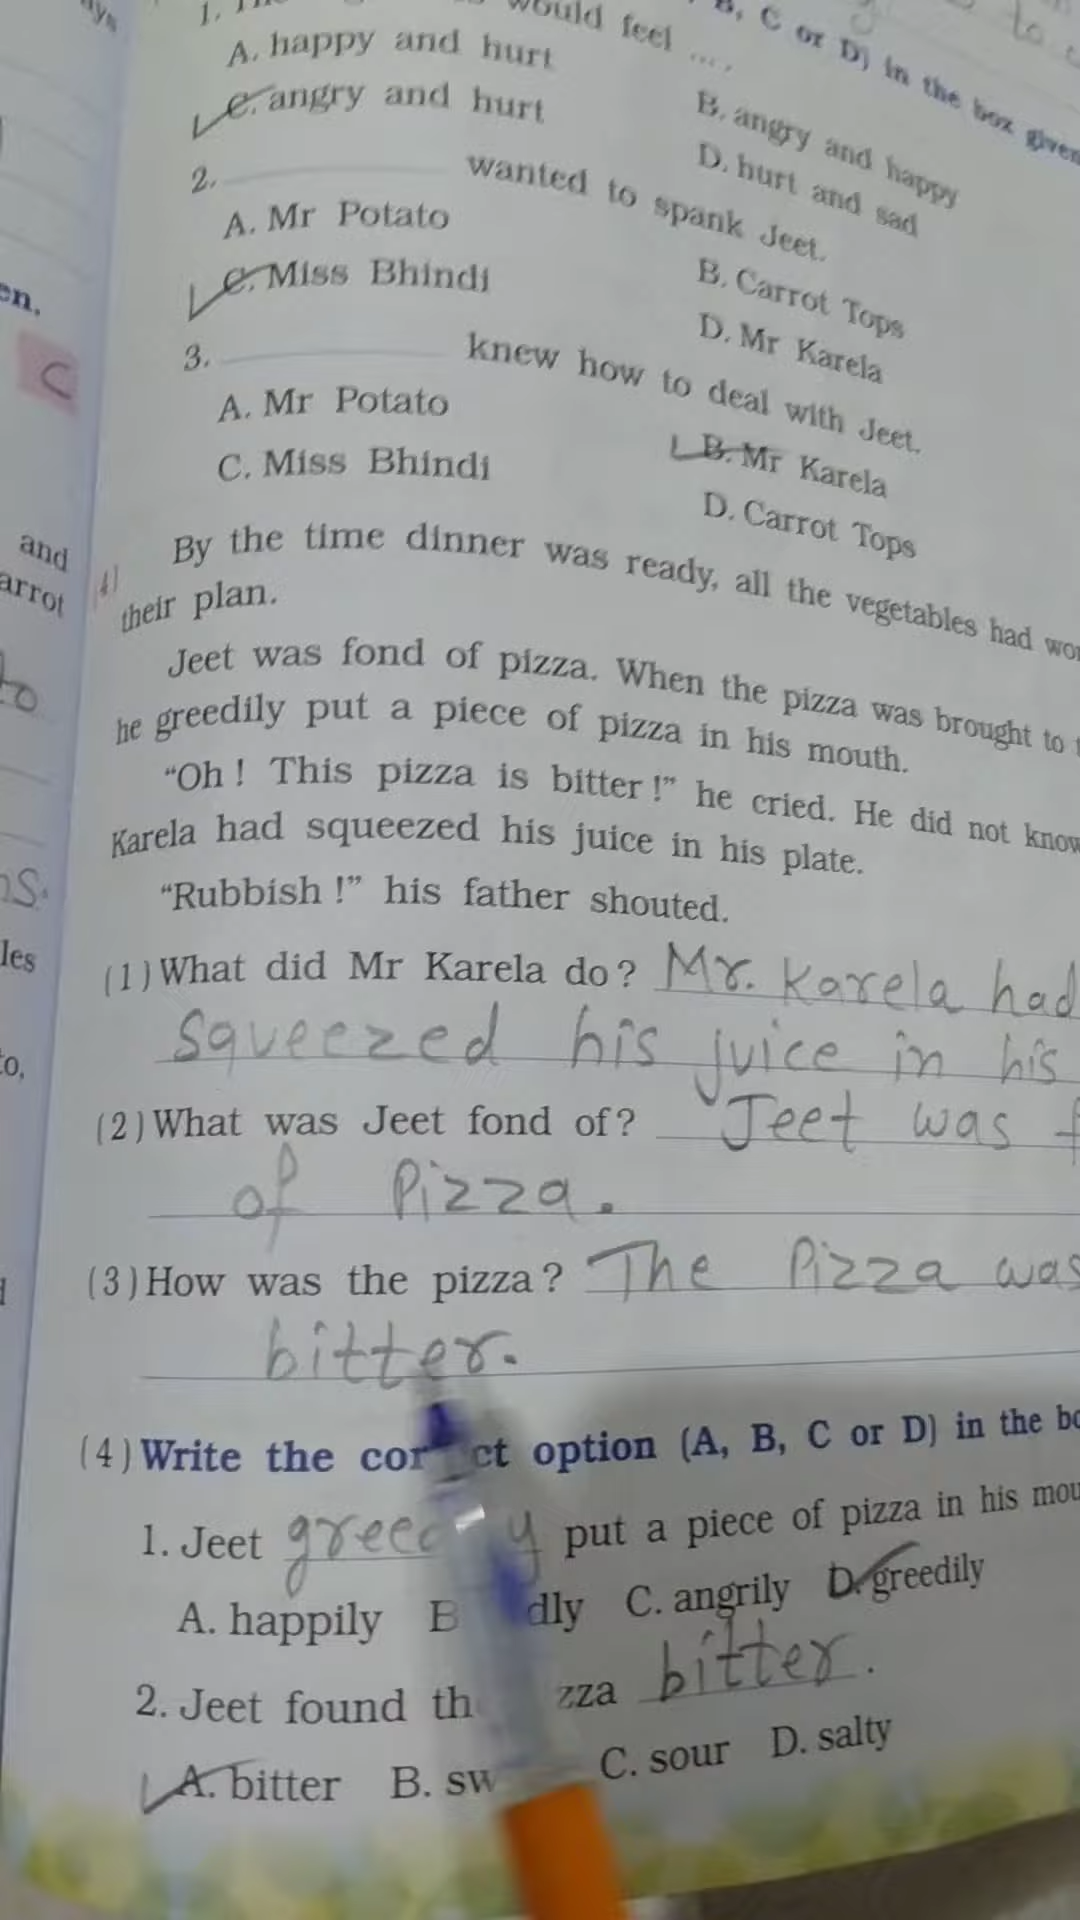 would feel ....
B, C or D) in the box given
A. happy and hurt
B. angry and happy
C. angry and hurt
D. hurt and sad
2. wanted to spank Jeet.
A. Mr Potato
B. Carrot Tops
C. Miss Bhindi
D. Mr Karela
3. knew how to deal with Jeet.
A. Mr Potato
B. Mr Karela
C. Miss Bhindi
D. Carrot Tops
en.
C
and
arrot
to
les
to,
By the time dinner was ready, all the vegetables had
their plan.
Jeet was fond of pizza. When the pizza was brought to
he greedily put a piece of pizza in his mouth.
“Oh ! This pizza is bitter !” he cried. He did not know
Karela had squeezed his juice in his plate.
“Rubbish !” his father shouted.
(1) What did Mr Karela do? Mr. Karela had
squeezed his juice in his
(2) What was Jeet fond of? Jeet was
of Pizza.
(3) How was the pizza? The Pizza was
bitter.
(4) Write the correct option (A, B, C or D) in the
1. Jeet greedily put a piece of pizza in his
A. happily B dly C. angrily D. greedily
2. Jeet found th zza bitter.
A. bitter B. sw C. sour D. salty